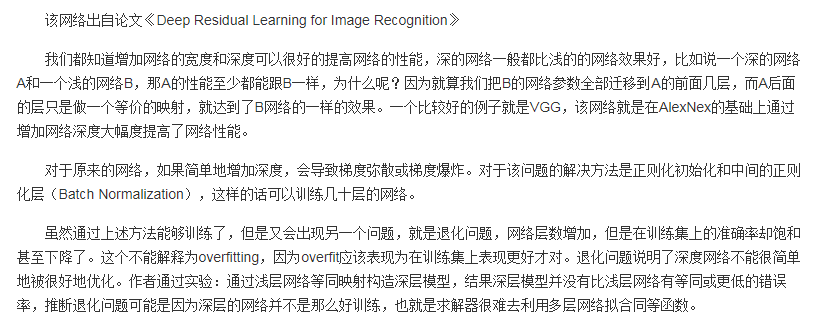 该网络出自论文《Deep Residual Learning for Image Recognition》
我们都知道增加网络的宽度和深度可以很好的提高网络的性能，深的网络一般都比浅的的网络效果好，比如说一个深的网络
A和一个浅的网络B，那A的性能至少都能跟B一样，为什么呢？因为就算我们把B的网络参数全部迁移到A的前面几层，而A后面
的层只是做一个等价的映射，就达到了B网络的一样的效果。一个比较好的例子就是VGG，该网络就是在AlexNex的基础上通过
增加网络深度大幅度提高了网络性能。
对于原来的网络，如果简单地增加深度，会导致梯度弥散或梯度爆炸。对于该问题的解决方法是正则化初始化和中间的正则
化层（Batch Normalization），这样的话可以训练几十层的网络。
虽然通过上述方法能够训练了，但是又会出现另一个问题，就是退化问题，网络层数增加，但是在训练集上的准确率却饱和
甚至下降了。这个不能解释为overfitting，因为overfit应该表现为在训练集上表现更好才对。退化问题说明了深度网络不能很简单
地被很好地优化。作者通过实验：通过浅层网络等同映射构造深层模型，结果深层模型并没有比浅层网络有等同或更低的错误
率，推断退化问题可能是因为深层的网络并不是那么好训练，也就是求解器很难去利用多层网络拟合同等函数。